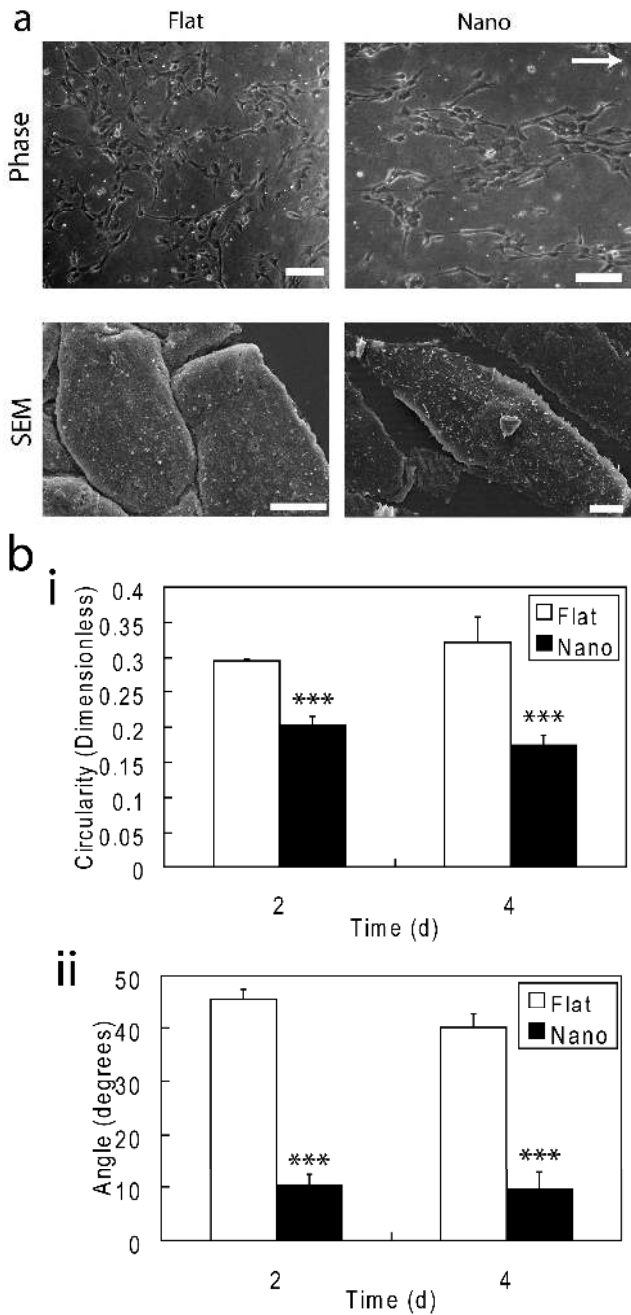 a
Flat Nano
Phase
SEM
b
i
Circularity (Dimensionless)
0.4
0.35
0.3
0.25
0.2
0.15
0.1
0.05
0
Flat
Nano
***
***
2 4
Time (d)
ii
Angle (degrees)
50
40
30
20
10
0
Flat
Nano
***
***
2 4
Time (d)